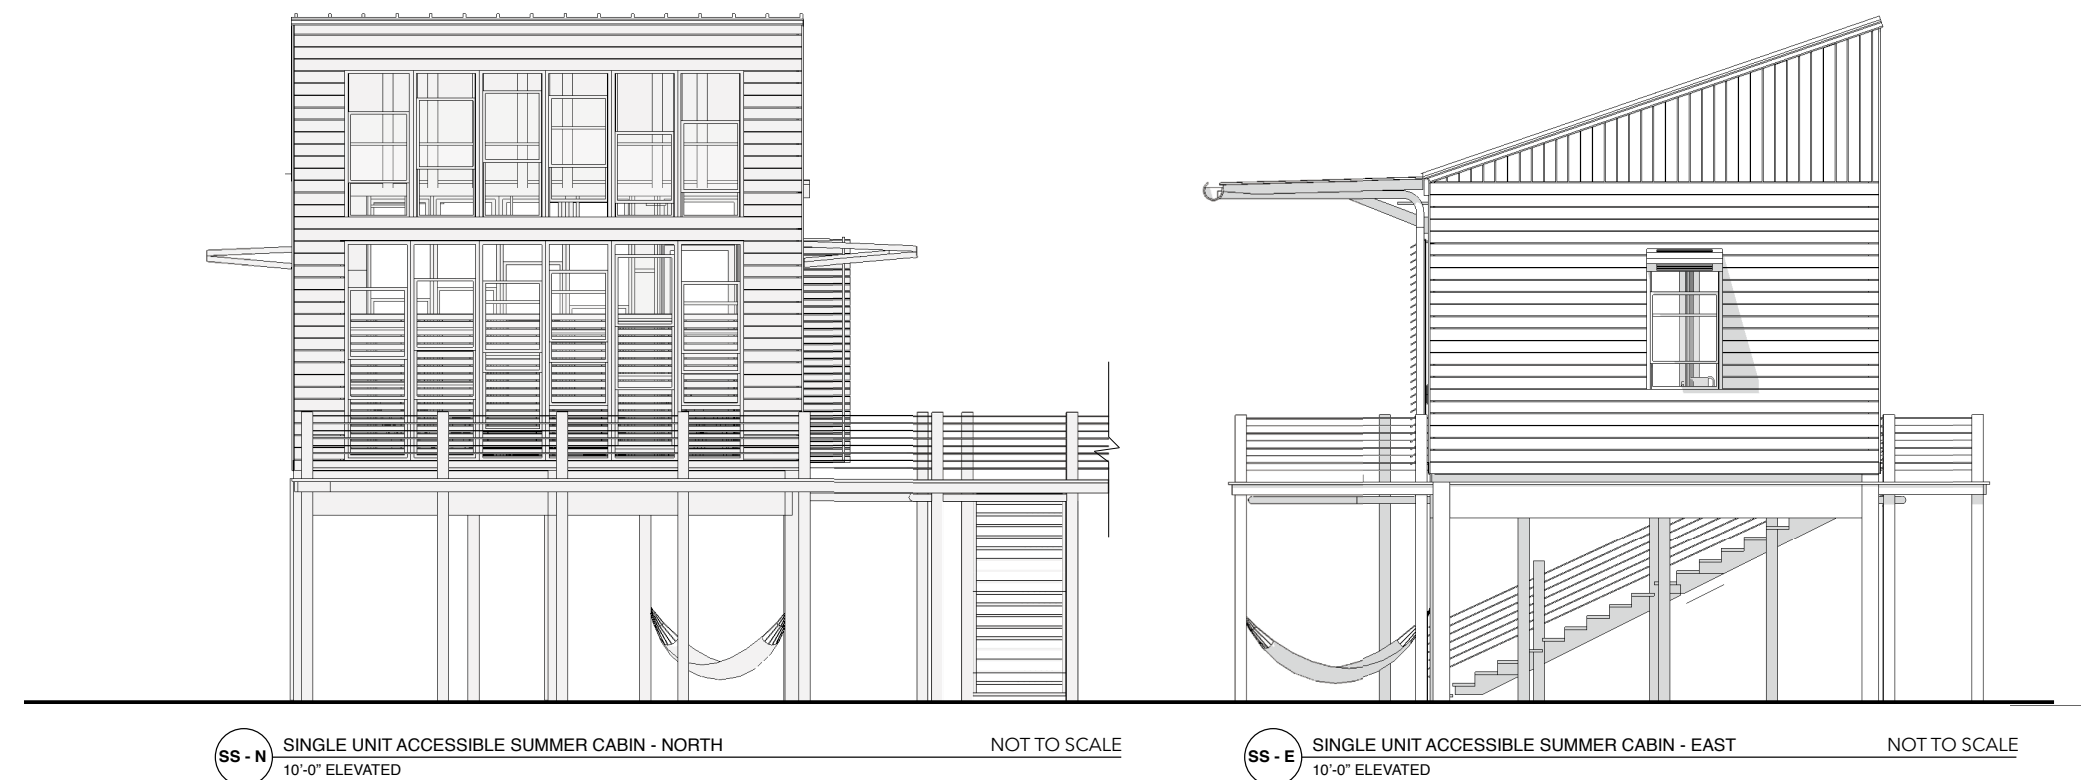 SS - N
SINGLE UNIT ACCESSIBLE SUMMER CABIN - NORTH
NOT TO SCALE
10'-0” ELEVATED
SS - E
SINGLE UNIT ACCESSIBLE SUMMER CABIN - EAST
NOT TO SCALE
10'-0” ELEVATED